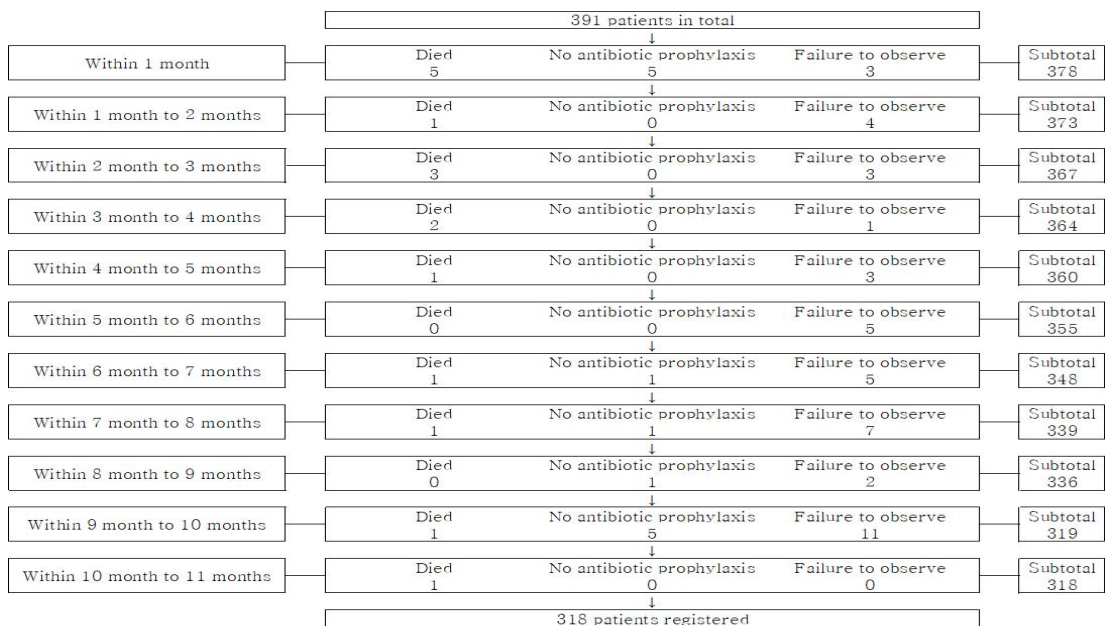 391 patients in total
↓
Within 1 month Died No antibiotic prophylaxis Failure to observe Subtotal
5 5 3 378
↓
Within 1 month to 2 months Died No antibiotic prophylaxis Failure to observe Subtotal
1 0 4 373
↓
Within 2 month to 3 months Died No antibiotic prophylaxis Failure to observe Subtotal
3 0 3 367
↓
Within 3 month to 4 months Died No antibiotic prophylaxis Failure to observe Subtotal
2 0 1 364
↓
Within 4 month to 5 months Died No antibiotic prophylaxis Failure to observe Subtotal
1 0 3 360
↓
Within 5 month to 6 months Died No antibiotic prophylaxis Failure to observe Subtotal
0 0 5 355
↓
Within 6 month to 7 months Died No antibiotic prophylaxis Failure to observe Subtotal
1 1 5 348
↓
Within 7 month to 8 months Died No antibiotic prophylaxis Failure to observe Subtotal
1 1 7 339
↓
Within 8 month to 9 months Died No antibiotic prophylaxis Failure to observe Subtotal
0 1 2 336
↓
Within 9 month to 10 months Died No antibiotic prophylaxis Failure to observe Subtotal
1 5 11 319
↓
Within 10 month to 11 months Died No antibiotic prophylaxis Failure to observe Subtotal
1 0 0 318
↓
318 patients registered